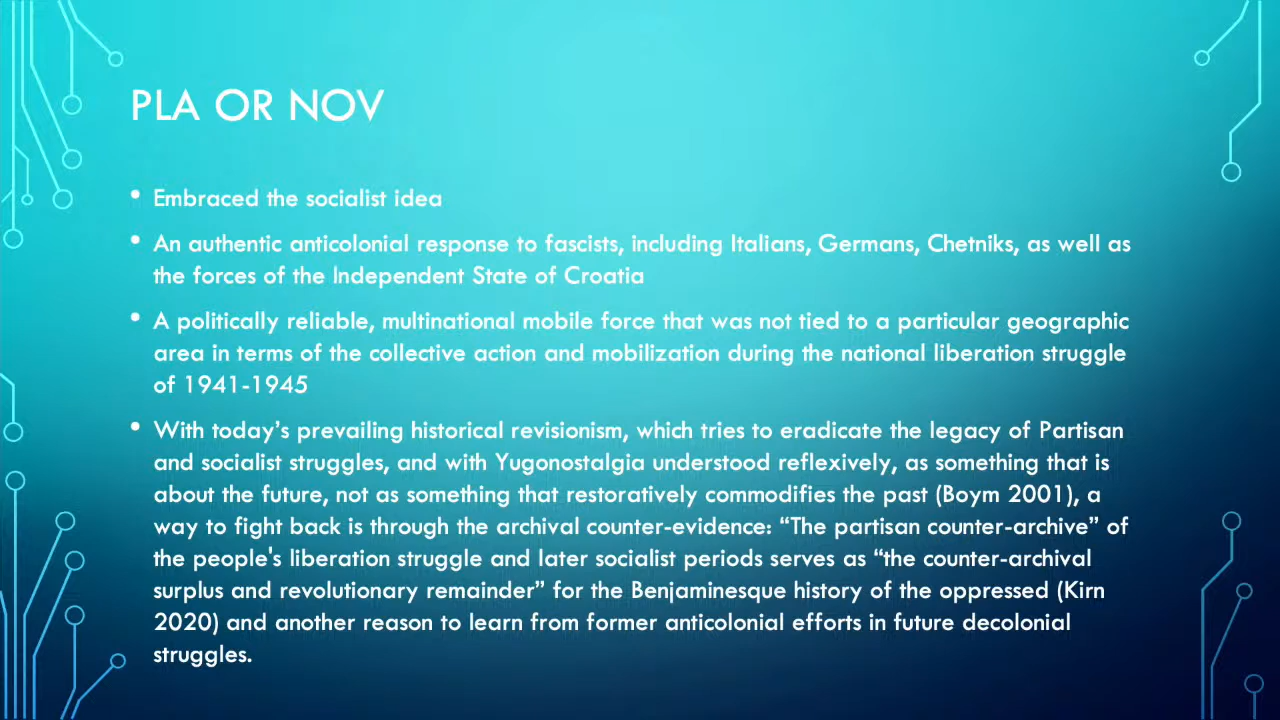 PLA OR NOV
• Embraced the socialist idea
• An authentic anticolonial response to fascists, including Italians, Germans, Chetniks, as well as
the forces of the Independent State of Croatia
• A politically reliable, multinational mobile force that was not tied to a particular geographic
area in terms of the collective action and mobilization during the national liberation struggle
of 1941-1945
• With today’s prevailing historical revisionism, which tries to eradicate the legacy of Partisan
and socialist struggles, and with Yugonostalgia understood reflexively, as something that is
about the future, not as something that restoratively commodifies the past (Boym 2001), a
way to fight back is through the archival counter-evidence: “The partisan counter-archive” of
the people's liberation struggle and later socialist periods serves as “the counter-archival
surplus and revolutionary remainder” for the Benjaminesque history of the oppressed (Kirn
2020) and another reason to learn from former anticolonial efforts in future decolonial
struggles.